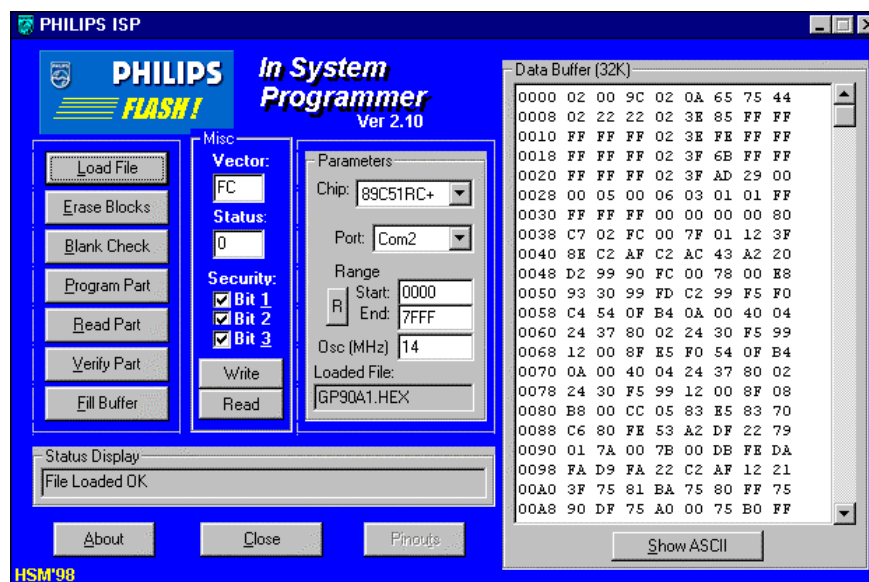 PHILIPS ISP
PHILIPS
FLASH!
In System
Programmer
Ver 2.10
Load File
Erase Blocks
Blank Check
Program Part
Read Part
Verify Part
Fill Buffer
Misc
Vector:
FC
Status:
0
Security:
Bit 1
Bit 2
Bit 3
Write
Read
Parameters
Chip: 89C51RC+
Port: Com2
Range
R
Start: 0000
End: 7FFF
Osc (MHz) 14
Loaded File:
GP90A1.HEX
Status Display
File Loaded OK
About
Close
Pinouts
HSM'98
Data Buffer (32K)
0000 02 00 9C 02 0A 65 75 44
0008 02 22 22 02 3E 85 FF FF
0010 FF FF FF 02 3E FE FF FF
0018 FF FF FF 02 3F 6B FF FF
0020 FF FF FF 02 3F AD 29 00
0028 00 05 00 06 03 01 01 FF
0030 FF FF FF 00 00 00 00 80
0038 C7 02 FC 00 7F 01 12 3F
0040 8E C2 AF C2 AC 43 A2 20
0048 D2 99 90 FC 00 78 00 E8
0050 93 30 99 FD C2 99 F5 F0
0058 C4 54 0F B4 0A 00 40 04
0060 24 37 80 02 24 30 F5 99
0068 12 00 8F E5 F0 54 0F B4
0070 0A 00 40 04 24 37 80 02
0078 24 30 F5 99 12 00 8F 08
0080 B8 00 CC 05 83 E5 83 70
0088 C6 80 FE 53 A2 DF 22 79
0090 01 7A 00 7B 00 DB FE DA
0098 FA D9 FA 22 C2 AF 12 21
00A0 3F 75 81 BA 75 80 FF 75
00A8 90 DF 75 A0 00 75 B0 FF
Show ASCII